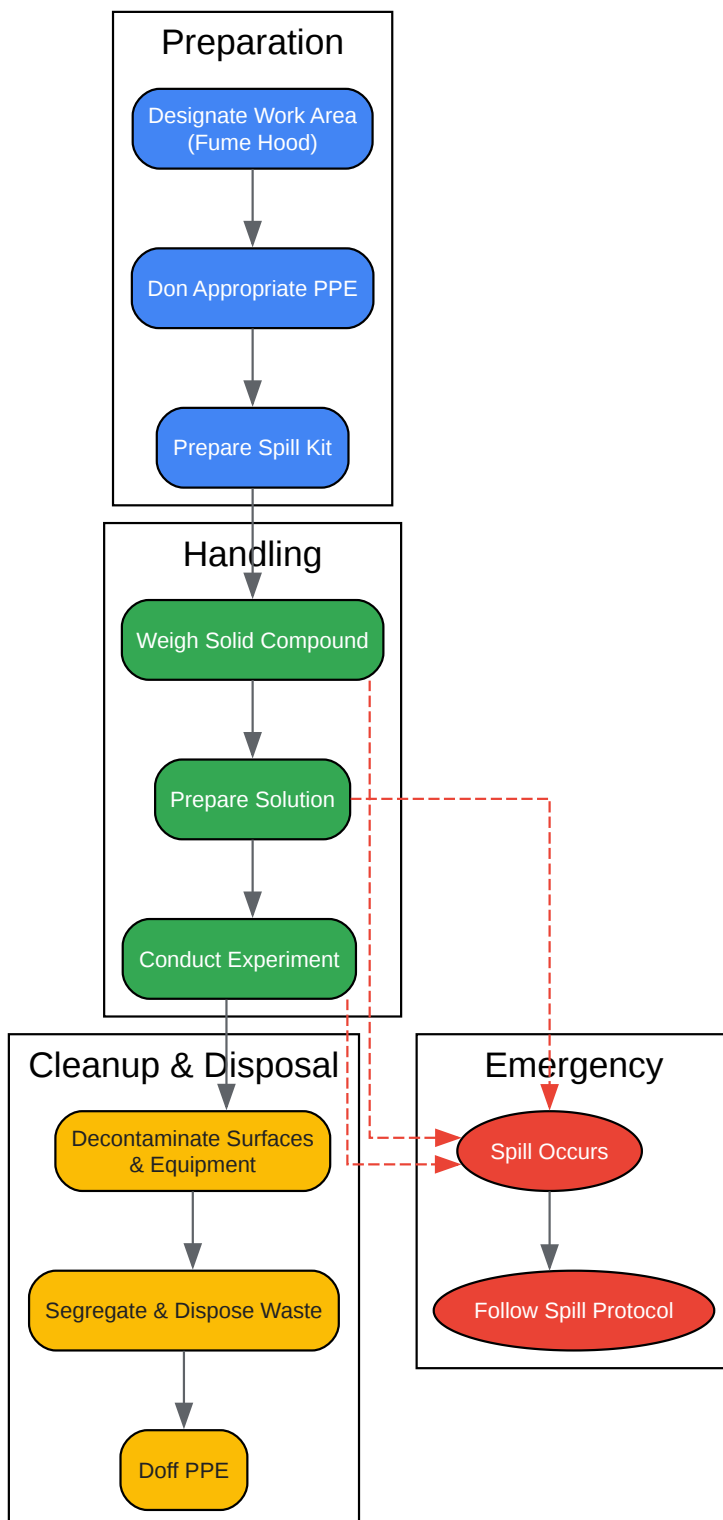 Preparation
Designate Work Area
(Fume Hood)
Don Appropriate PPE
Prepare Spill Kit
Handling
Weigh Solid Compound
Prepare Solution
Conduct Experiment
Cleanup & Disposal
Decontaminate Surfaces
& Equipment
Segregate & Dispose Waste
Doff PPE
Emergency
Spill Occurs
Follow Spill Protocol